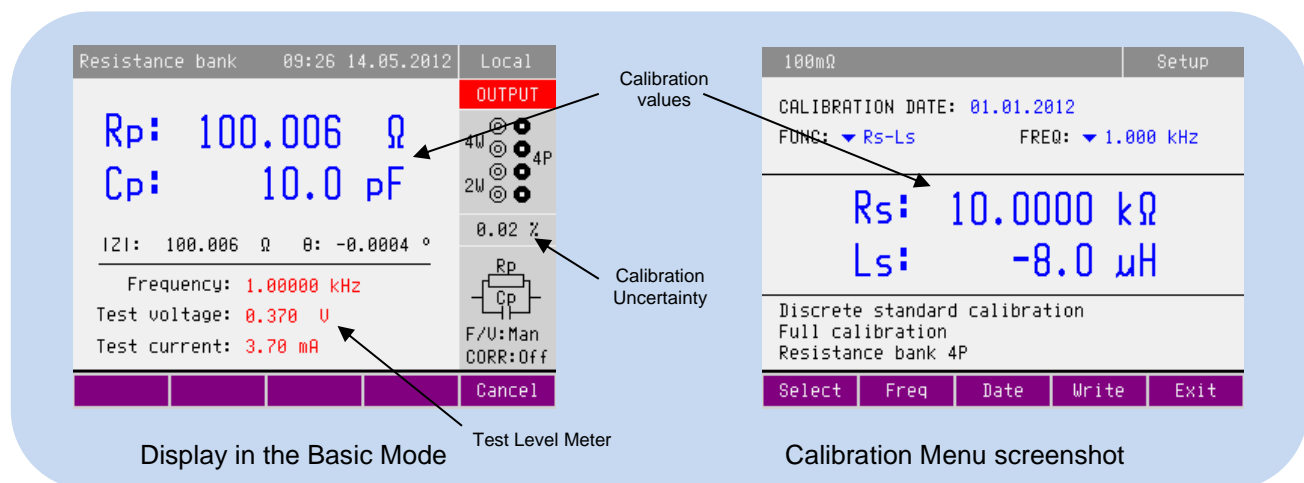 Resistance bank 09:26 14.05.2012 Local
OUTPUT
Rp: 100.006 Ω
Cp: 10.0 pF
4W
4P
2W
0.02 %
|Z|: 100.006 Ω θ: -0.0004 °
Rp
Cp
Frequency: 1.00000 kHz
Test voltage: 0.370 V
Test current: 3.70 mA
F/U:Man
CORR:Off
Cancel
Calibration
values
Calibration
Uncertainty
Test Level Meter
Display in the Basic Mode
100mΩ Setup
CALIBRATION DATE: 01.01.2012
FUNC: ▼ Rs-Ls FREQ: ▼ 1.000 kHz
Rs: 10.0000 kΩ
Ls: -8.0 µH
Discrete standard calibration
Full calibration
Resistance bank 4P
Select Freq Date Write Exit
Calibration Menu screenshot